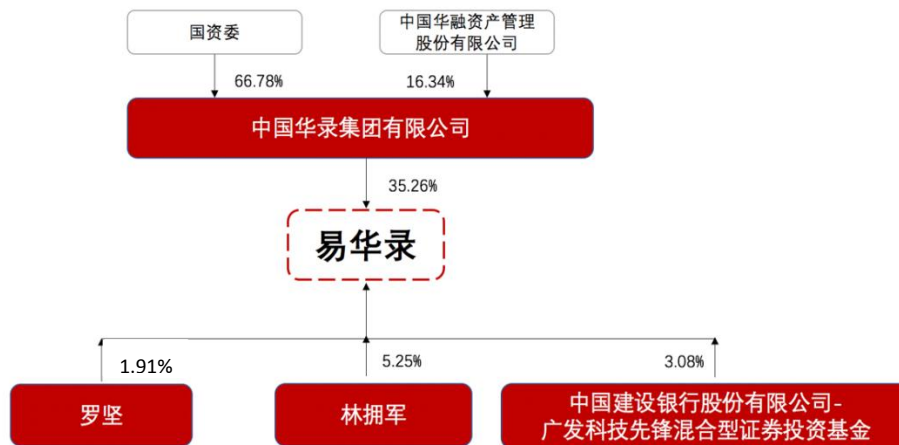 国资委
中国华融资产管理
股份有限公司
66.78%
16.34%
中国华录集团有限公司
35.26%
易华录
1.91%
5.25%
3.08%
罗坚
林拥军
中国建设银行股份有限公司-
广发科技先锋混合型证券投资基金